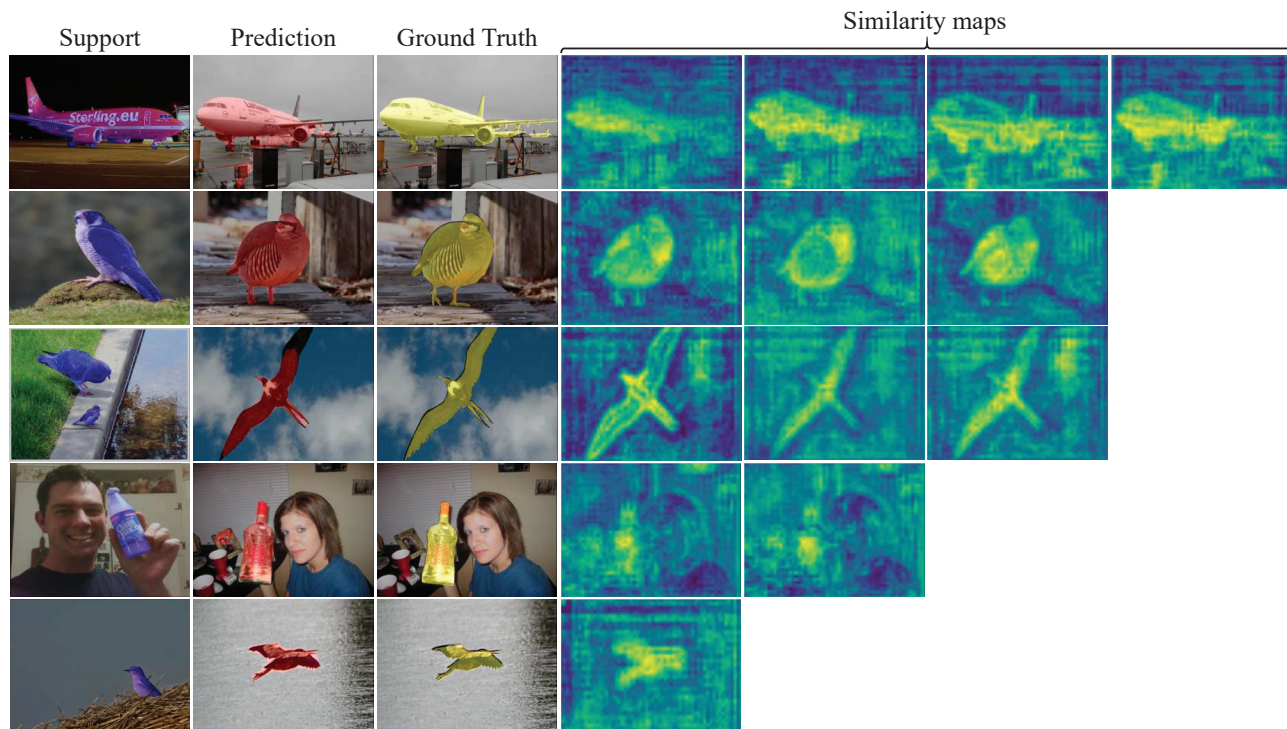 Similarity maps
Support
Prediction
Ground Truth
Sterling.eu